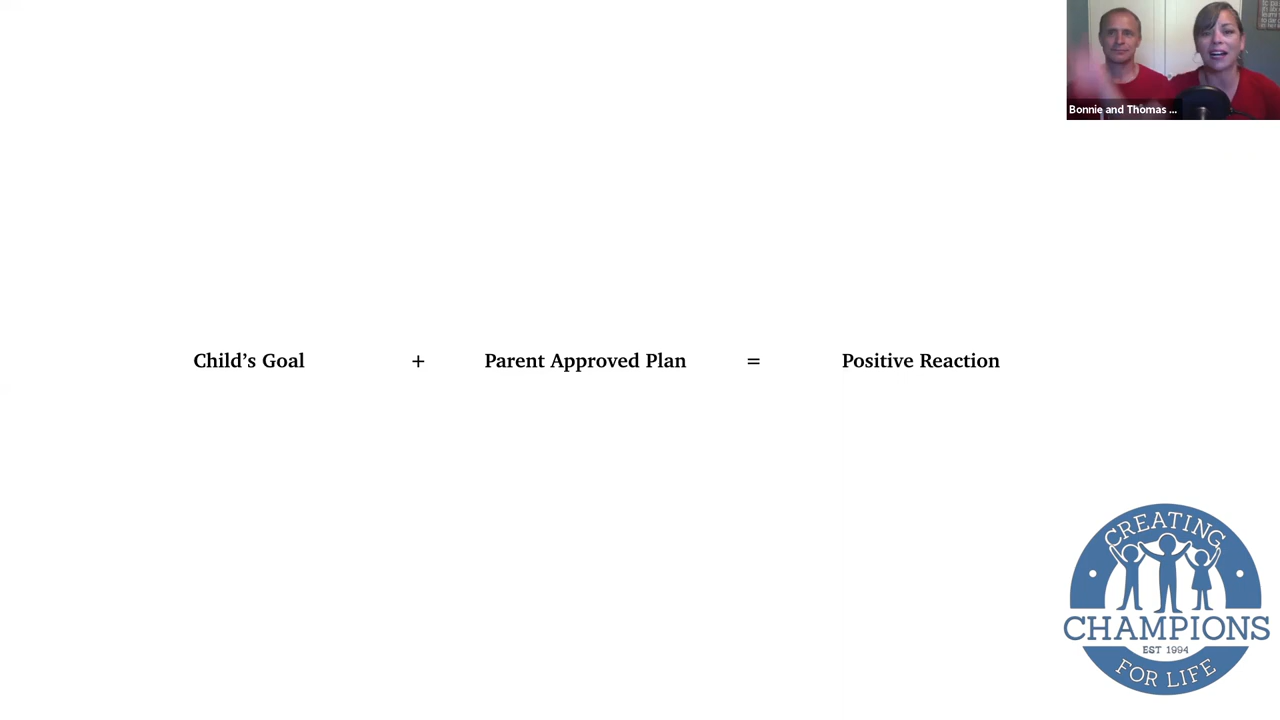 Bonnie and Thomas ...
Child’s Goal + Parent Approved Plan = Positive Reaction
CREATING
CHAMPIONS
EST 1994
FOR LIFE